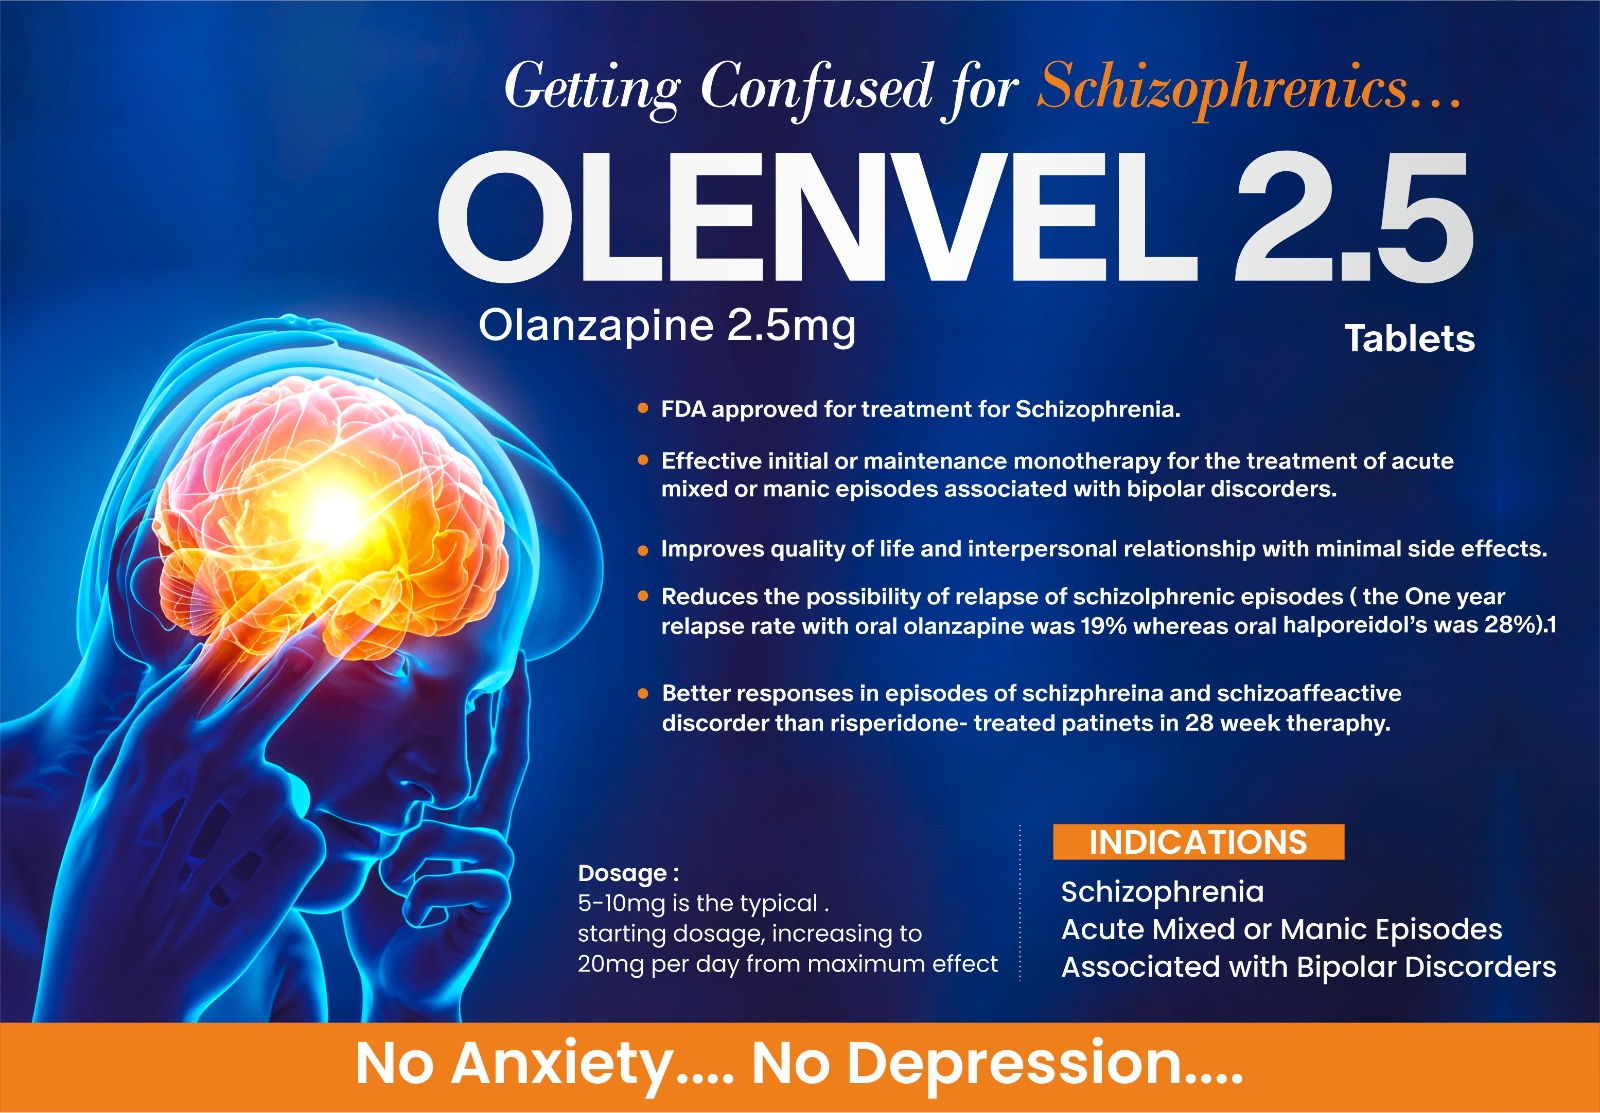 Getting Confused for Schizophrenics...
OLENVEL 2.5
Olanzapine 2.5mg
Tablets
• FDA approved for treatment for Schizophrenia.
• Effective initial or maintenance monotherapy for the treatment of acute
mixed or manic episodes associated with bipolar discorders.
• Improves quality of life and interpersonal relationship with minimal side effects.
• Reduces the possibility of relapse of schizolphrenic episodes ( the One year
relapse rate with oral olanzapine was 19% whereas oral halporeidol's was 28%).1
• Better responses in episodes of schizphreina and schizoaffeactive
discorder than risperidone- treated patinets in 28 week theraphy.
Dosage :
5-10mg is the typical .
starting dosage, increasing to
20mg per day from maximum effect
INDICATIONS
Schizophrenia
Acute Mixed or Manic Episodes
Associated with Bipolar Discorders
No Anxiety.... No Depression....